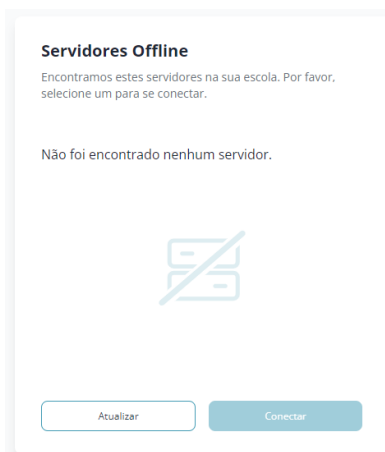 Servidores Offline
Encontramos estes servidores na sua escola. Por favor,
selecione um para se conectar.
Não foi encontrado nenhum servidor.
Atualizar
Conectar